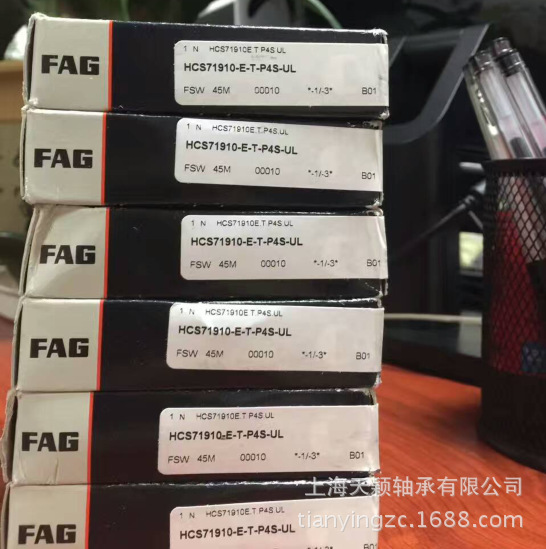 FAG
1 N HCS71910E.T.P4S.UL
HCS71910-E-T-P4S-UL
FSW 45M 00010 *-1/-3* B01
FAG
1 N HCS71910E.T.P4S.UL
HCS71910-E-T-P4S-UL
FSW 45M 00010 *-1/-3* B01
FAG
1 N HCS71910E.T.P4S.UL
HCS71910-E-T-P4S-UL
FSW 45M 00010 *-1/-3* B01
FAG
1 N HCS71910E.T.P4S.UL
HCS71910-E-T-P4S-UL
FSW 45M 00010 *-1/-3* B01
FAG
1 N HCS71910E.T.P4S.UL
HCS71910-E-T-P4S-UL
FSW 45M 00010 *-1/-3* B01
FAG
1 N HCS71910E.T.P4S.UL
HCS71910-E-T-P4S-UL
上海天颖轴承有限公司
tianyingzc.1688.com